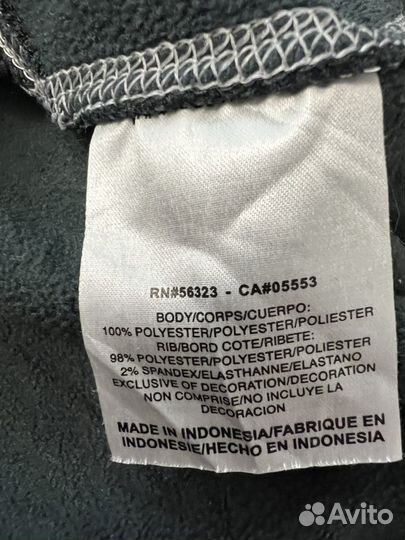 RN#56323 - CA#05553
BODY/CORPS/CUERPO:
100% POLYESTER/POLYESTER/POLIESTER
RIB/BORD COTE/RIBETE:
98% POLYESTER/POLYESTER/POLIESTER
2% SPANDEX/ELASTHANNE/ELASTANO
EXCLUSIVE OF DECORATION/DECORATION
NON COMPRISE/NO INCLUYE LA
DECORACION
MADE IN INDONESIA/FABRIQUE EN
INDONESIE/HECHO EN INDONESIA
Avito